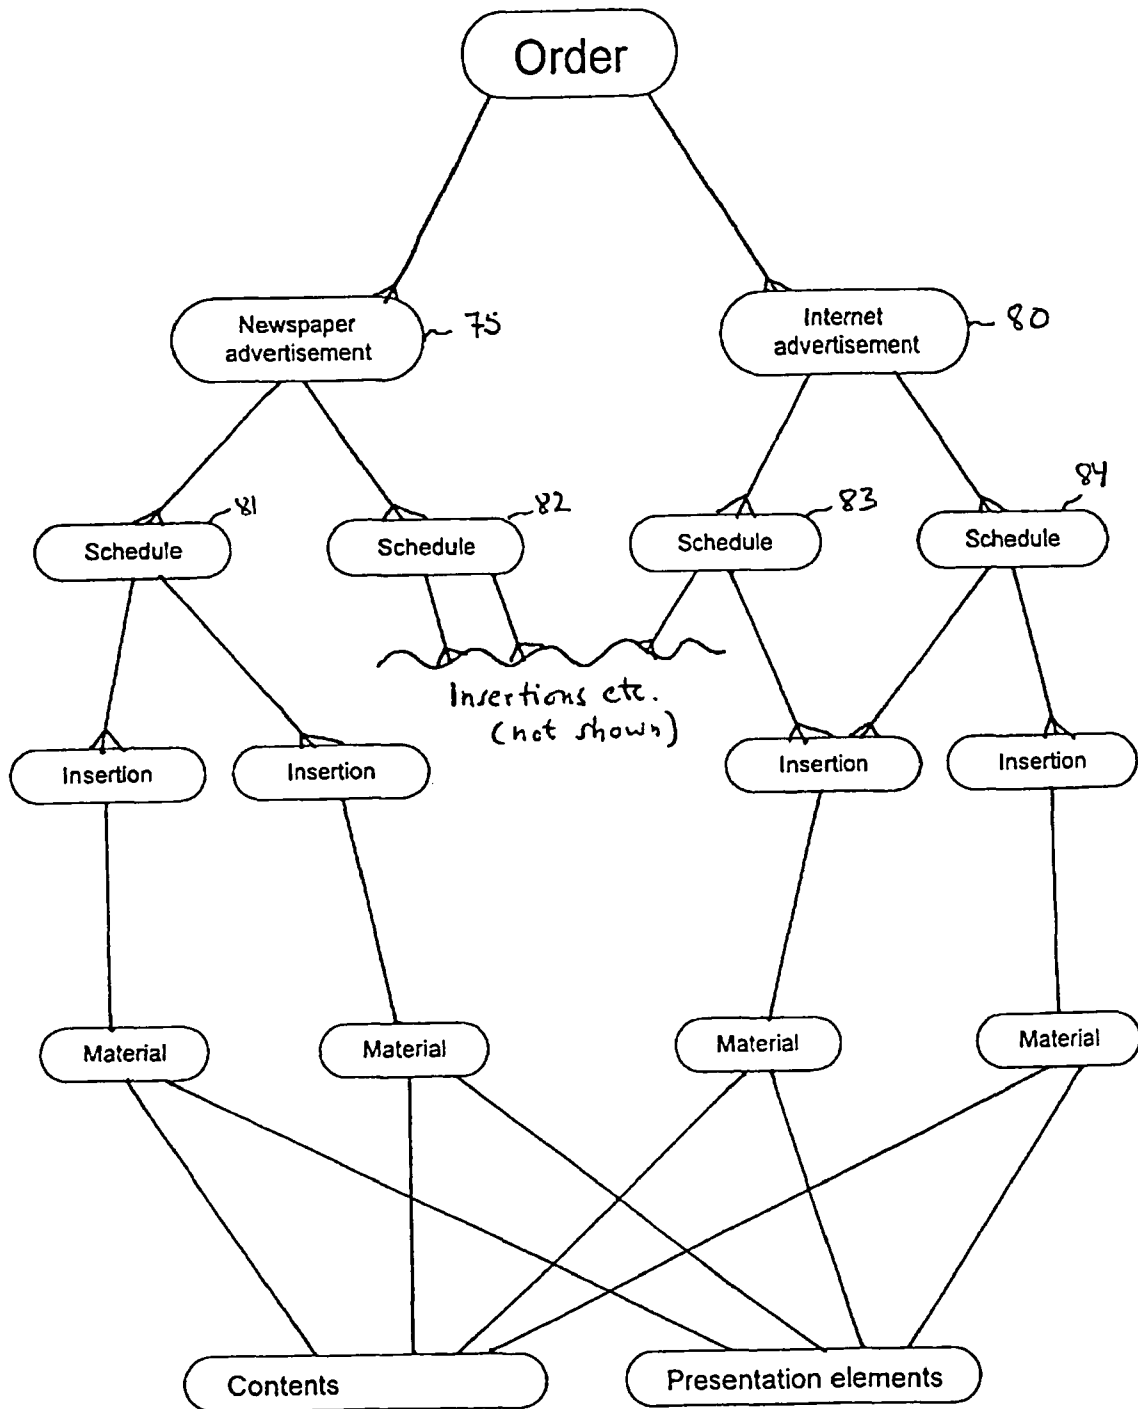 Order
Newspaper
advertisement
75
Internet
advertisement
80
Schedule
81
Schedule
82
Schedule
83
Schedule
84
Insertions etc.
(not shown)
Insertion
Insertion
Insertion
Insertion
Material
Material
Material
Material
Contents
Presentation elements